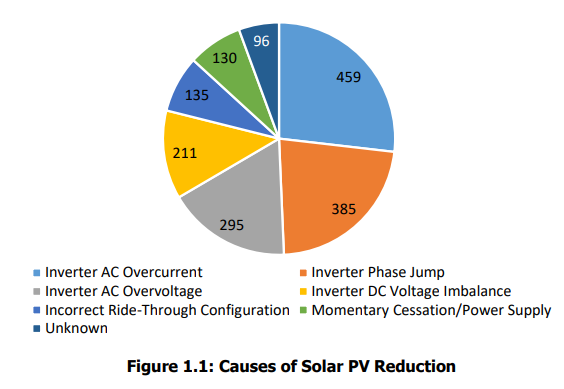 96
130
459
135
211
385
295
Inverter AC Overcurrent
Inverter Phase Jump
Inverter AC Overvoltage
Inverter DC Voltage Imbalance
Incorrect Ride-Through Configuration
Momentary Cessation/Power Supply
Unknown
Figure 1.1: Causes of Solar PV Reduction